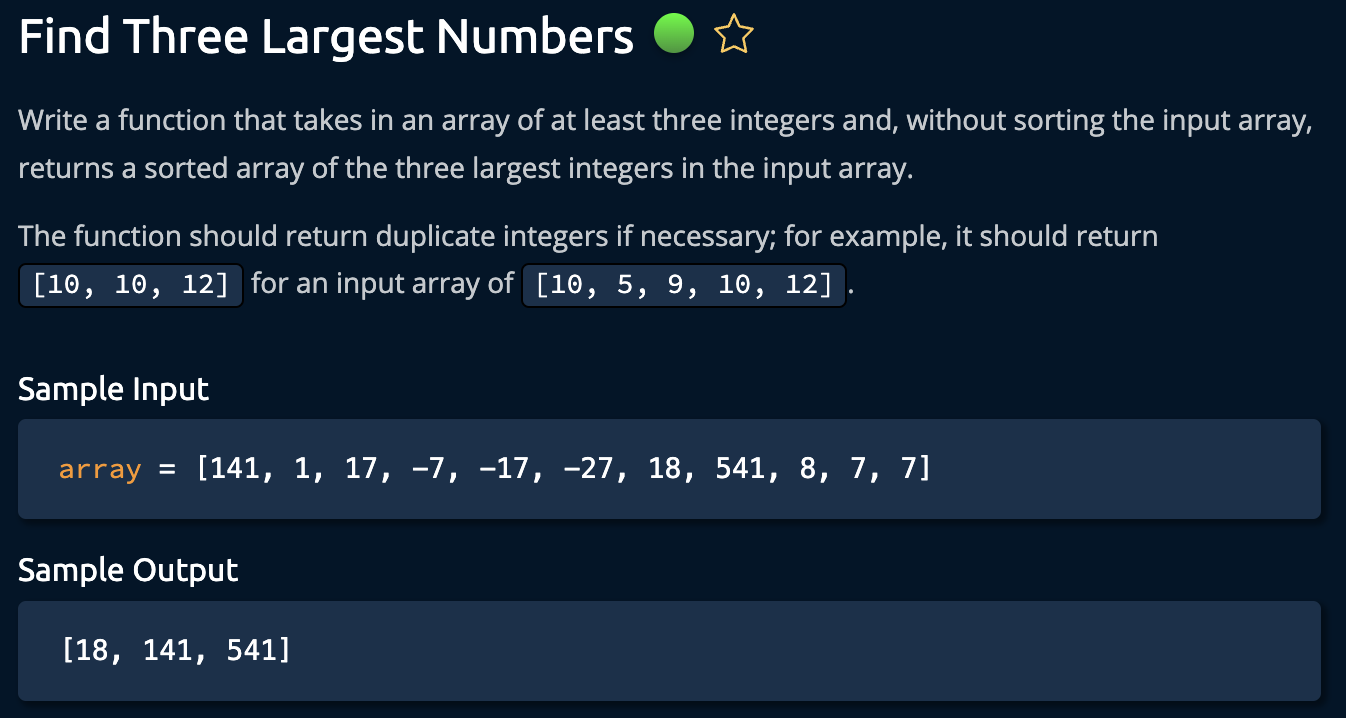 Find Three Largest Numbers
Write a function that takes in an array of at least three integers and, without sorting the input array,
returns a sorted array of the three largest integers in the input array.
The function should return duplicate integers if necessary; for example, it should return
[10, 10, 12] for an input array of [10, 5, 9, 10, 12].
Sample Input
array = [141, 1, 17, -7, -17, -27, 18, 541, 8, 7, 7]
Sample Output
[18, 141, 541]